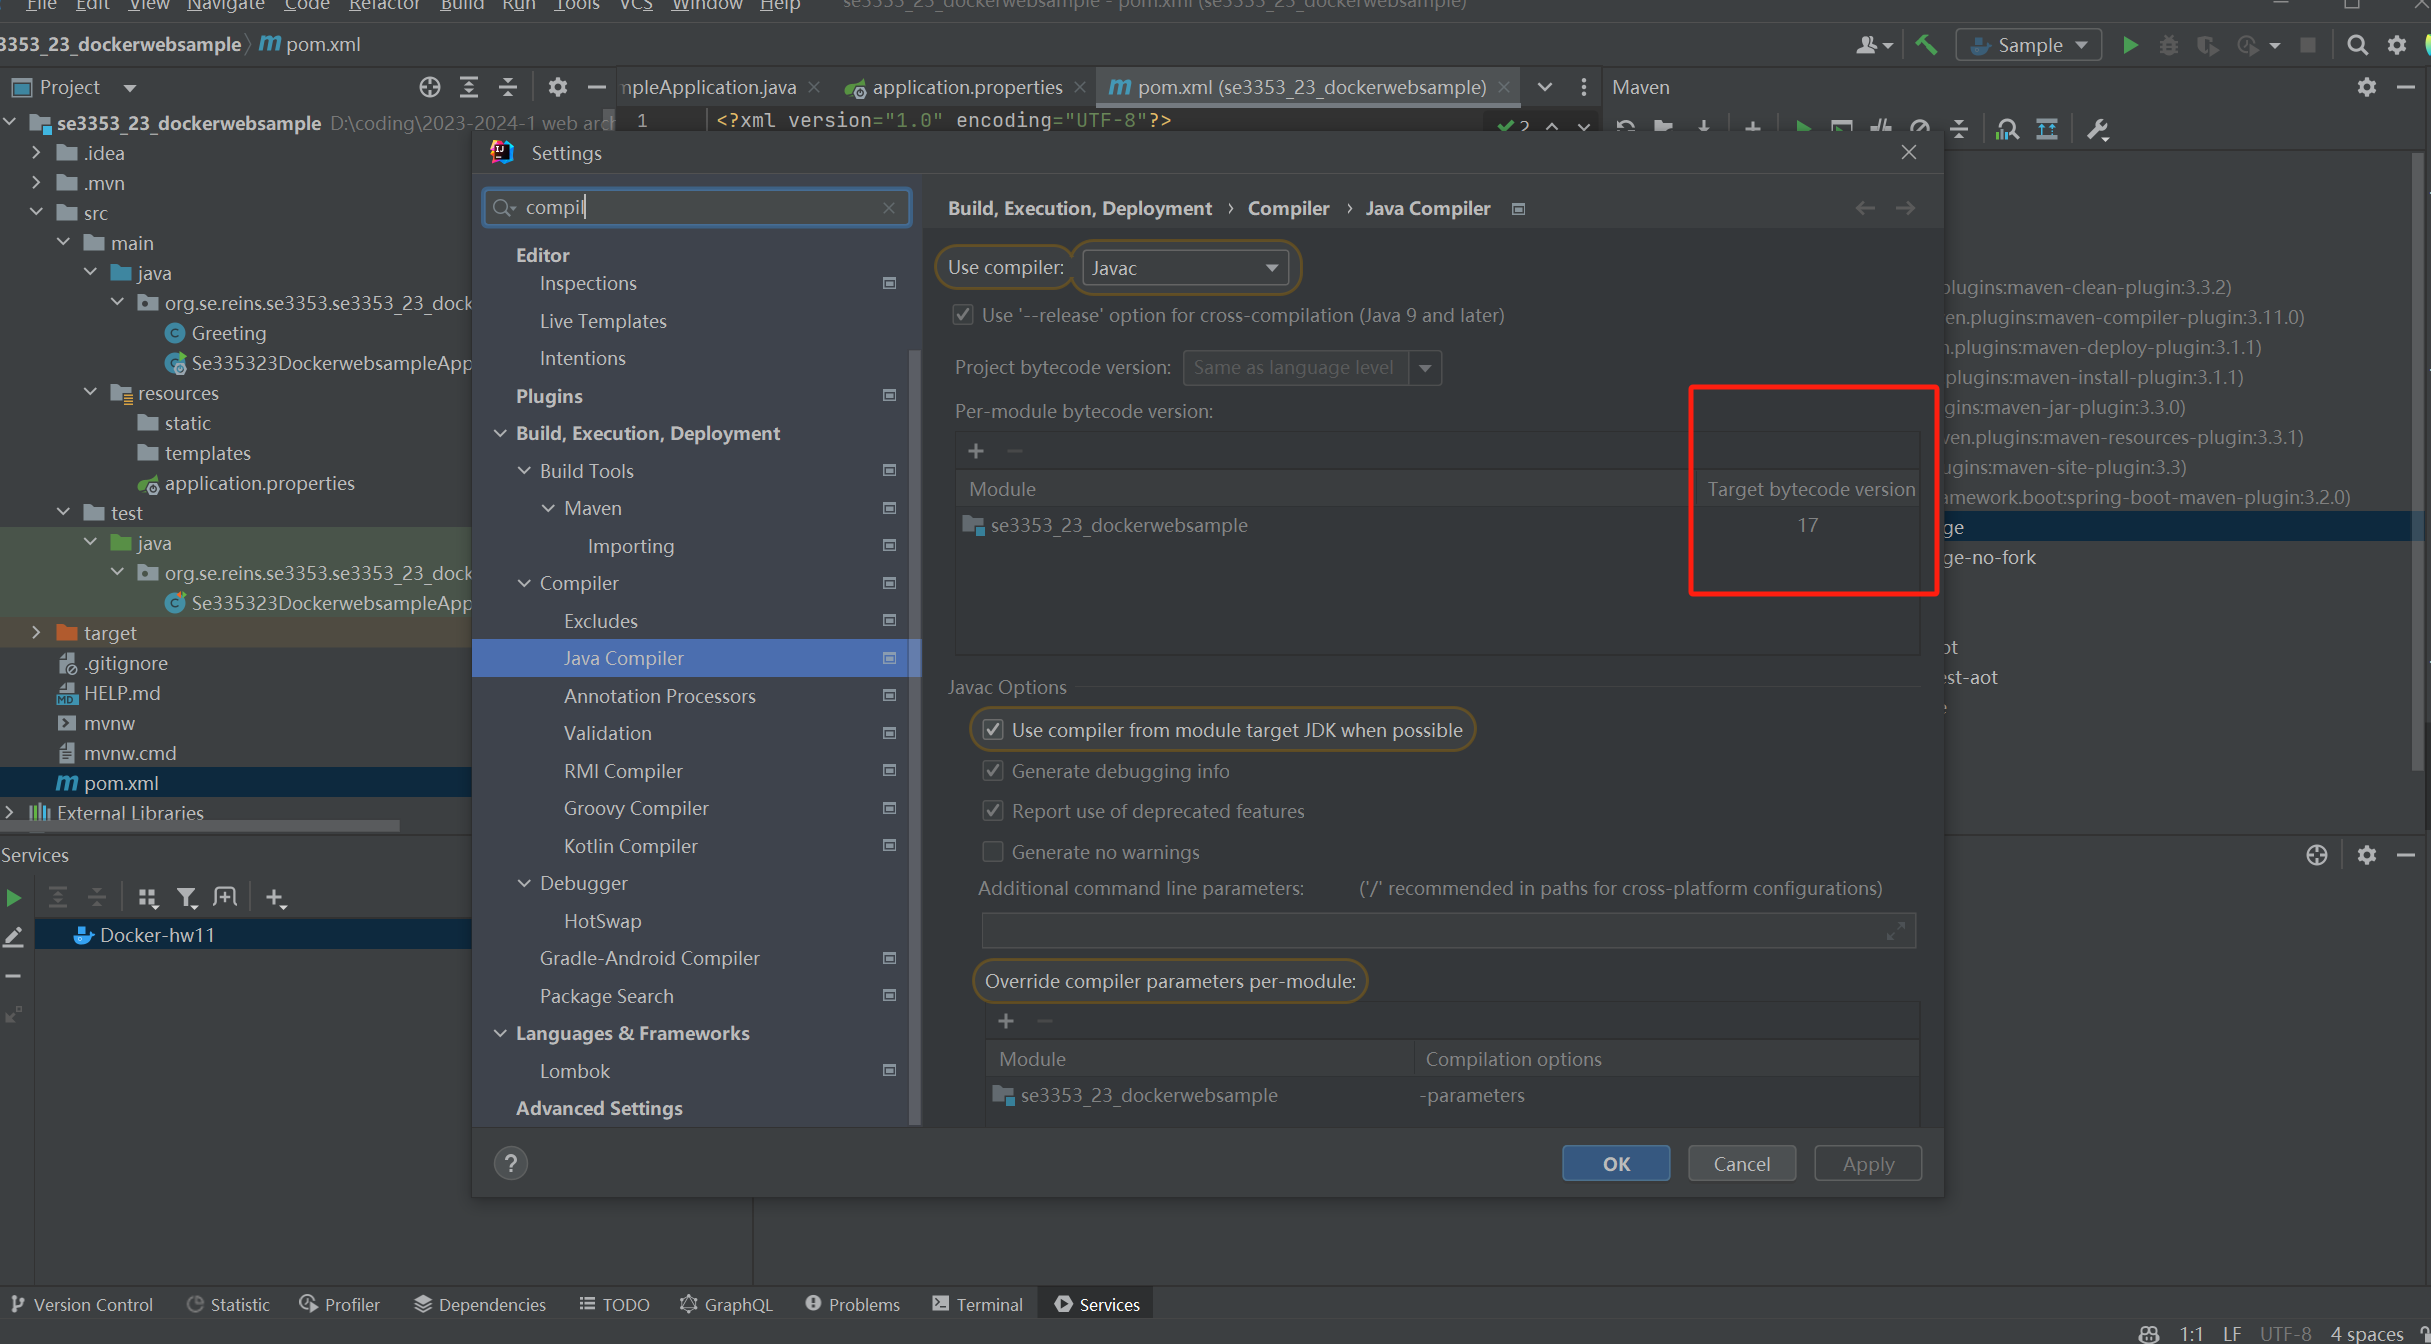 File Edit View Navigate Code Refactor Build Run Tools VCS Window Help se3353_23_dockerwebsample - pom.xml (se3353_23_dockerwebsample)
3353_23_dockerwebsample pom.xml
Sample
Project
mpleApplication.java application.properties pom.xml (se3353_23_dockerwebsample)
Maven
se3353_23_dockerwebsample D:\coding\2023-2024-1 web arch
1 <?xml version="1.0" encoding="UTF-8"?>
2
.idea
.mvn
src
main
java
org.se.reins.se3353.se3353_23_dock
Greeting
Se335323DockerwebsampleApp
resources
static
templates
application.properties
test
java
org.se.reins.se3353.se3353_23_dock
Se335323DockerwebsampleApp
target
.gitignore
HELP.md
mvnw
mvnw.cmd
pom.xml
External Libraries
Settings
compil
Editor
Inspections
Live Templates
Intentions
Plugins
Build, Execution, Deployment
Build Tools
Maven
Importing
Compiler
Excludes
Java Compiler
Annotation Processors
Validation
RMI Compiler
Groovy Compiler
Kotlin Compiler
Debugger
HotSwap
Gradle-Android Compiler
Package Search
Languages & Frameworks
Lombok
Advanced Settings
Build, Execution, Deployment › Compiler › Java Compiler
Use compiler: Javac
Use '--release' option for cross-compilation (Java 9 and later)
Project bytecode version: Same as language level
Per-module bytecode version:
Module Target bytecode version
se3353_23_dockerwebsample 17
Javac Options
Use compiler from module target JDK when possible
Generate debugging info
Report use of deprecated features
Generate no warnings
Additional command line parameters: ('/' recommended in paths for cross-platform configurations)
Override compiler parameters per-module:
Module Compilation options
se3353_23_dockerwebsample -parameters
? OK Cancel Apply
plugins:maven-clean-plugin:3.3.2)
en.plugins:maven-compiler-plugin:3.11.0)
n.plugins:maven-deploy-plugin:3.1.1)
plugins:maven-install-plugin:3.1.1)
gins:maven-jar-plugin:3.3.0)
ven.plugins:maven-resources-plugin:3.3.1)
ugins:maven-site-plugin:3.3)
amework.boot:spring-boot-maven-plugin:3.2.0)
ge
ge-no-fork
ot
est-aot
Services
Docker-hw11
Version Control Statistic Profiler Dependencies TODO GraphQL Problems Terminal Services
1:1 LF UTF-8 4 spaces